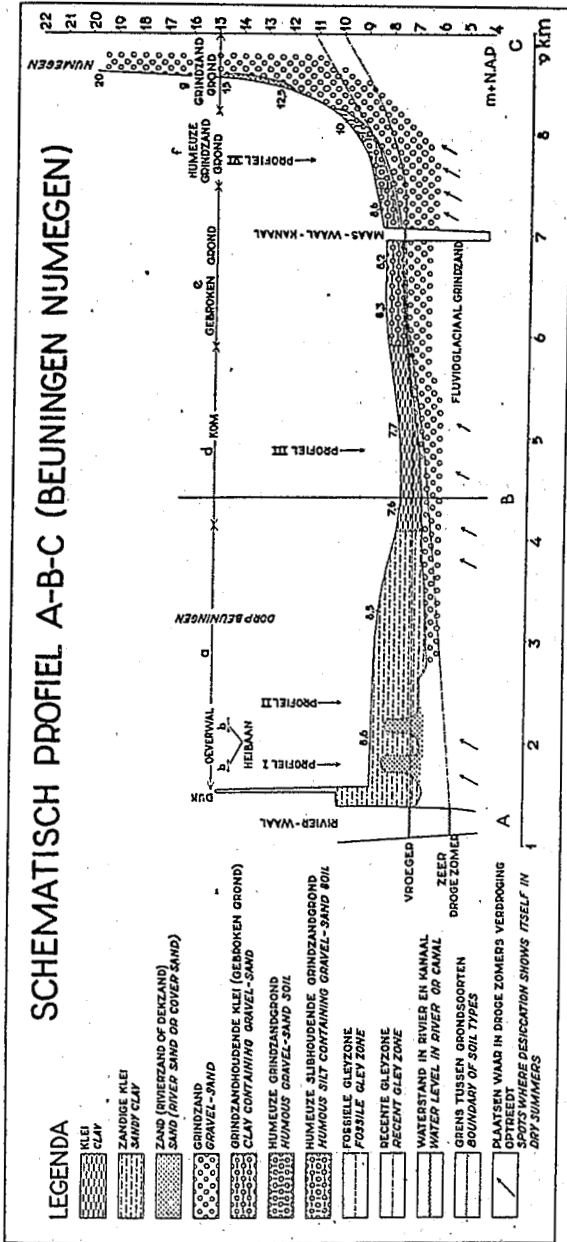 SCHEMATISCH PROFIEL A-B-C (BEUNINGEN NIJMEGEN)
LEGENDA
KLEI
CLAY
ZANDIGE KLEI
SANDY CLAY
ZAND (RIVIERZAND OF DEKZAND)
SAND (RIVER SAND OR COVER SAND)
GRINDZAND
GRAVEL-SAND
GRINDZANDHOUDENDE KLEI (GEBROKEN GROND)
CLAY CONTAINING GRAVEL-SAND
HUMEUZE GRINDZANDGROND
HUMOUS GRAVEL-SAND SOIL
HUMEUZE SLIBHOUDENDE GRINDZANDGROND
HUMOUS SILT CONTAINING GRAVEL-SAND SOIL
FOSSIELE GLEYZONE
FOSSILE GLEY ZONE
RECENTE GLEYZONE
RECENT GLEY ZONE
WATERSTAND IN RIVIER EN KANAAL
WATER LEVEL IN RIVER OR CANAL
GRENS TUSSEN GRONDSOORTEN
BOUNDARY OF SOIL TYPES
PLAATSEN WAAR IN DROGE ZOMERS VERDROGING
OPTREEDT
SPOTS WHERE DESICCATION SHOWS ITSELF IN
DRY SUMMERS
RIVIER-WAAL
DIJK
OEVERWAL
b b
HEIBAAN
a
DORP BEUNINGEN
d
KOM
e
GEBROKEN GROND
f
HUMEUZE
GRINDZAND
GROND
g
GRINDZAND
GROND
NIJMEGEN
PROFIEL I
PROFIEL II
PROFIEL III
PROFIEL VI
MAAS-WAAL-KANAAL
8,6
8,5
7,6
7,7
8,3
8,2
8,6
10
12,5
15
20
VROEGER
ZEER
DROGE ZOMER
FLUVIOGLACIAAL GRINDZAND
m+N.A.P.
A
B
C
1 2 3 4 5 6 7 8 9 km
22
21
20
19
18
17
16
15
14
13
12
11
10
9
8
7
6
5
4